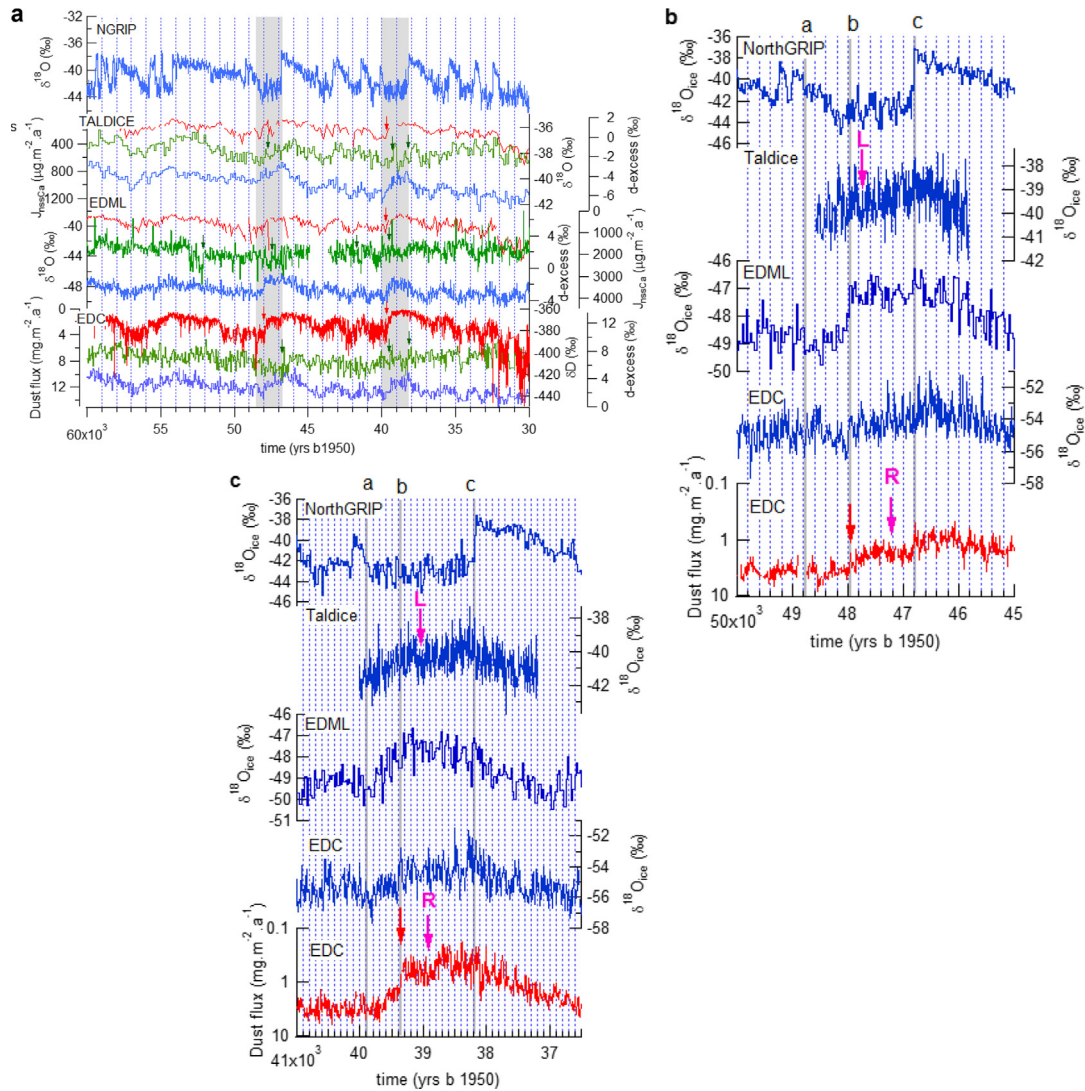 a
NGRIP
δ18O (‰)
-32
-36
-40
-44
s
TALDICE
JnssCa (µg.m-2.a-1)
400
800
1200
-36
-38
-40
-42
δ18O (‰)
2
0
-2
-4
-6
d-excess (‰)
EDML
δ18O (‰)
-40
-44
-48
4
0
-4
d-excess (‰)
0
1000
2000
3000
4000
JnssCa (µg.m-2.a-1)
EDC
Dust flux (mg.m-2.a-1)
0
4
8
12
-360
-380
-400
-420
-440
δD (‰)
12
8
4
0
d-excess (‰)
60x103
55
50
45
40
35
30
time (yrs b1950)
b
a
b
c
NorthGRIP
δ18Oice (‰)
-36
-38
-40
-42
-44
-46
L
Taldice
-38
-39
-40
-41
-42
δ18Oice (‰)
EDML
δ18Oice (‰)
-46
-47
-48
-49
-50
EDC
-52
-54
-56
-58
δ18Oice (‰)
R
EDC
Dust flux (mg.m-2 a-1)
0.1
1
10
50x103
49
48
47
46
45
time (yrs b 1950)
c
a
b
c
NorthGRIP
δ18Oice (‰)
-36
-38
-40
-42
-44
-46
L
Taldice
-38
-40
-42
δ18Oice (‰)
EDML
δ18Oice (‰)
-46
-47
-48
-49
-50
-51
EDC
-52
-54
-56
-58
δ18Oice (‰)
R
EDC
Dust flux (mg.m-2 a-1)
0.1
1
10
41x103
40
39
38
37
time (yrs b 1950)